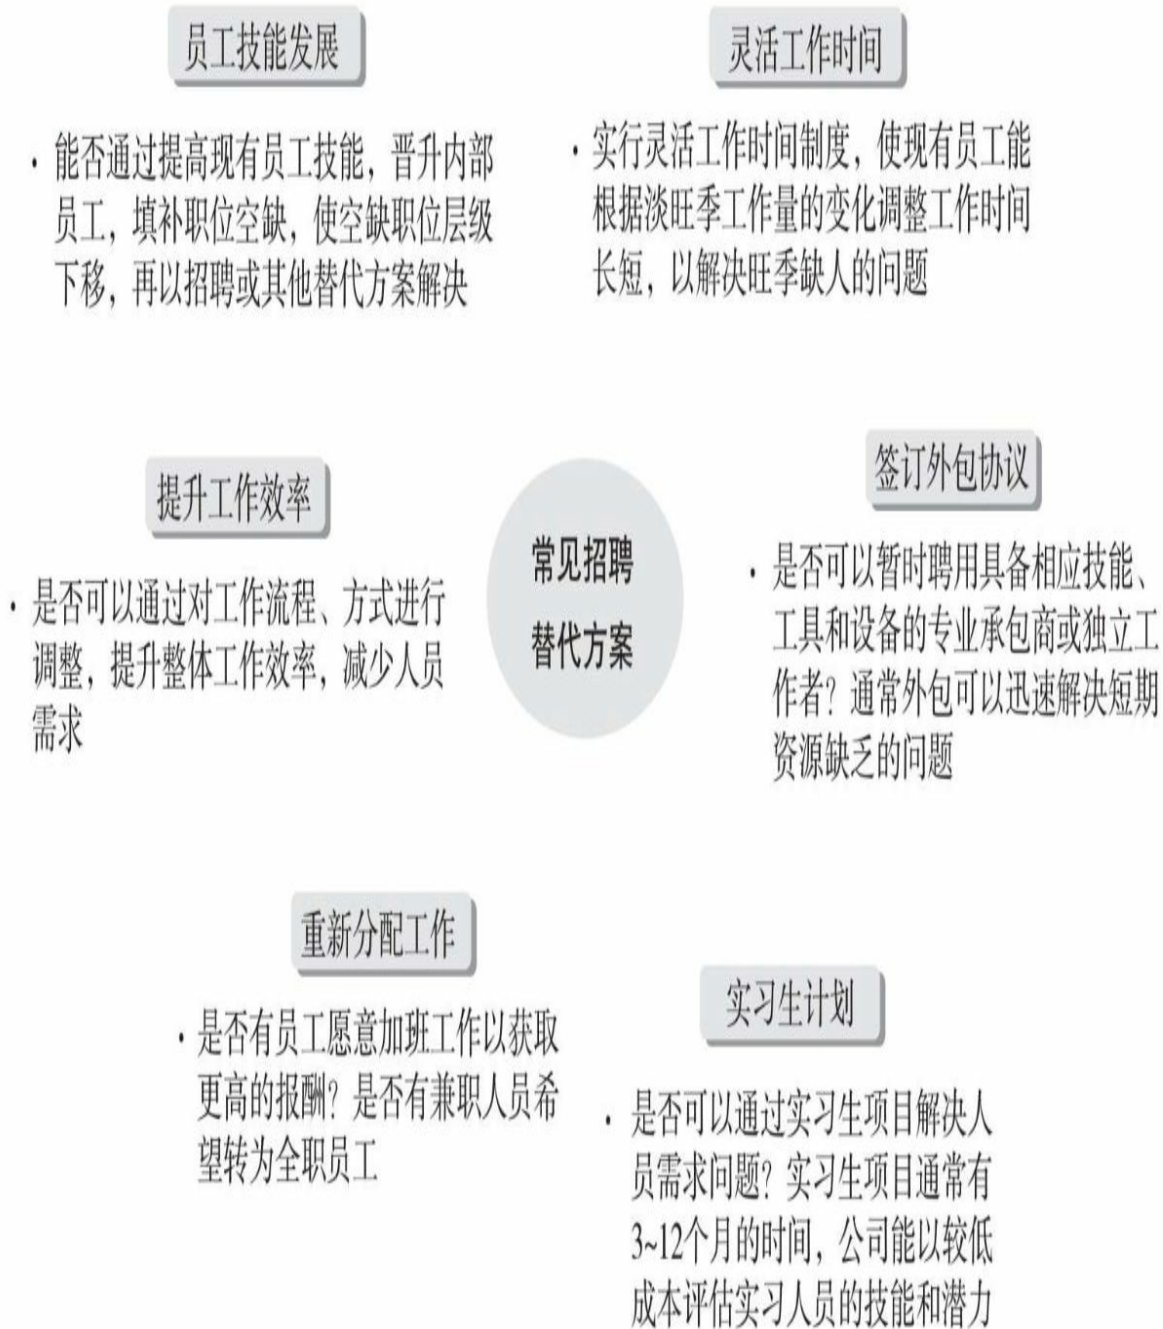 员工技能发展
· 能否通过提高现有员工技能，晋升内部
员工，填补职位空缺，使空缺职位层级
下移，再以招聘或其他替代方案解决
灵活工作时间
· 实行灵活工作时间制度，使现有员工能
根据淡旺季工作量的变化调整工作时间
长短，以解决旺季缺人的问题
提升工作效率
· 是否可以通过对工作流程、方式进行
调整，提升整体工作效率，减少人员
需求
常见招聘
替代方案
签订外包协议
· 是否可以暂时聘用具备相应技能、
工具和设备的专业承包商或独立工
作者？通常外包可以迅速解决短期
资源缺乏的问题
重新分配工作
· 是否有员工愿意加班工作以获取
更高的报酬？是否有兼职人员希
望转为全职员工
实习生计划
· 是否可以通过实习生项目解决人
员需求问题？实习生项目通常有
3~12个月的时间，公司能以较低
成本评估实习人员的技能和潜力